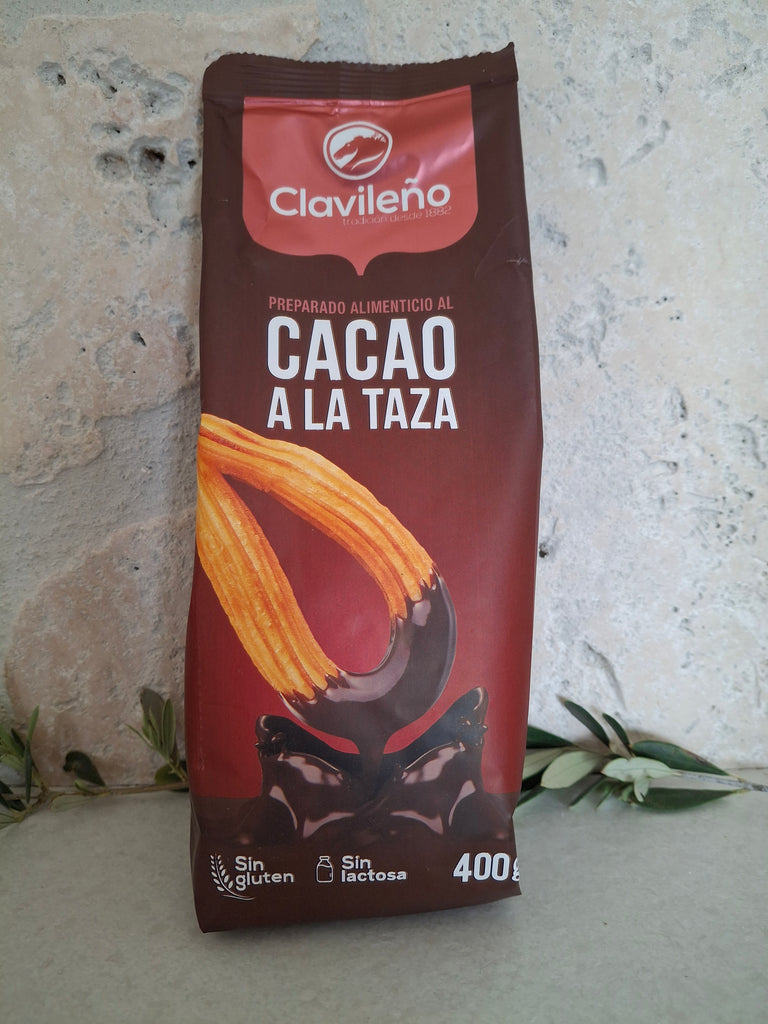 Clavileño
tradición desde 1882
PREPARADO ALIMENTICIO AL
CACAO
A LA TAZA
Sin
gluten
Sin
lactosa
400g